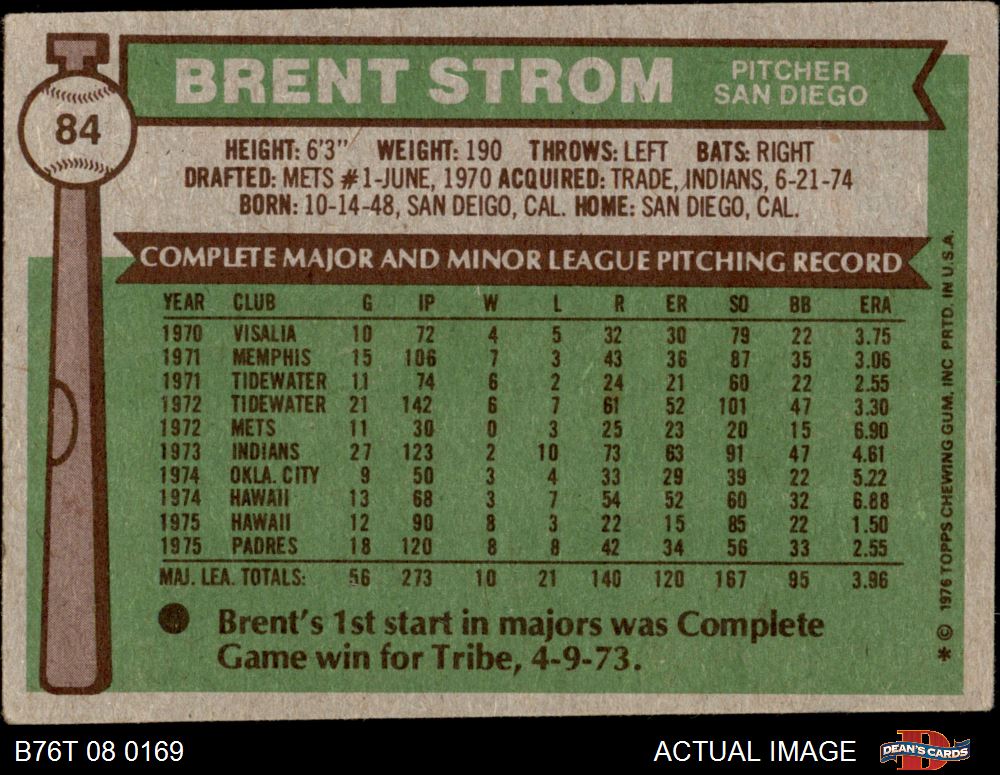 84
BRENT STROM
PITCHER
SAN DIEGO
HEIGHT: 6'3" WEIGHT: 190 THROWS: LEFT BATS: RIGHT
DRAFTED: METS #1-JUNE, 1970 ACQUIRED: TRADE, INDIANS, 6-21-74
BORN: 10-14-48, SAN DEIGO, CAL. HOME: SAN DIEGO, CAL.
COMPLETE MAJOR AND MINOR LEAGUE PITCHING RECORD
YEAR CLUB G IP W L R ER SO BB ERA
1970 VISALIA 10 72 4 5 32 30 79 22 3.75
1971 MEMPHIS 15 106 7 3 43 36 87 35 3.06
1971 TIDEWATER 11 74 6 2 24 21 60 22 2.55
1972 TIDEWATER 21 142 6 7 61 52 101 47 3.30
1972 METS 11 30 0 3 25 23 20 15 6.90
1973 INDIANS 27 123 2 10 73 63 91 47 4.61
1974 OKLA. CITY 9 50 3 4 33 29 39 22 5.22
1974 HAWAII 13 68 3 7 54 52 60 32 6.88
1975 HAWAII 12 90 8 3 22 15 85 22 1.50
1975 PADRES 18 120 8 8 42 34 56 33 2.55
MAJ. LEA. TOTALS: 56 273 10 21 140 120 167 95 3.96
Brent's 1st start in majors was Complete
Game win for Tribe, 4-9-73.
* © 1976 TOPPS CHEWING GUM, INC PRTD. IN U.S.A.
B76T 08 0169
ACTUAL IMAGE
D
DEAN'S CARDS